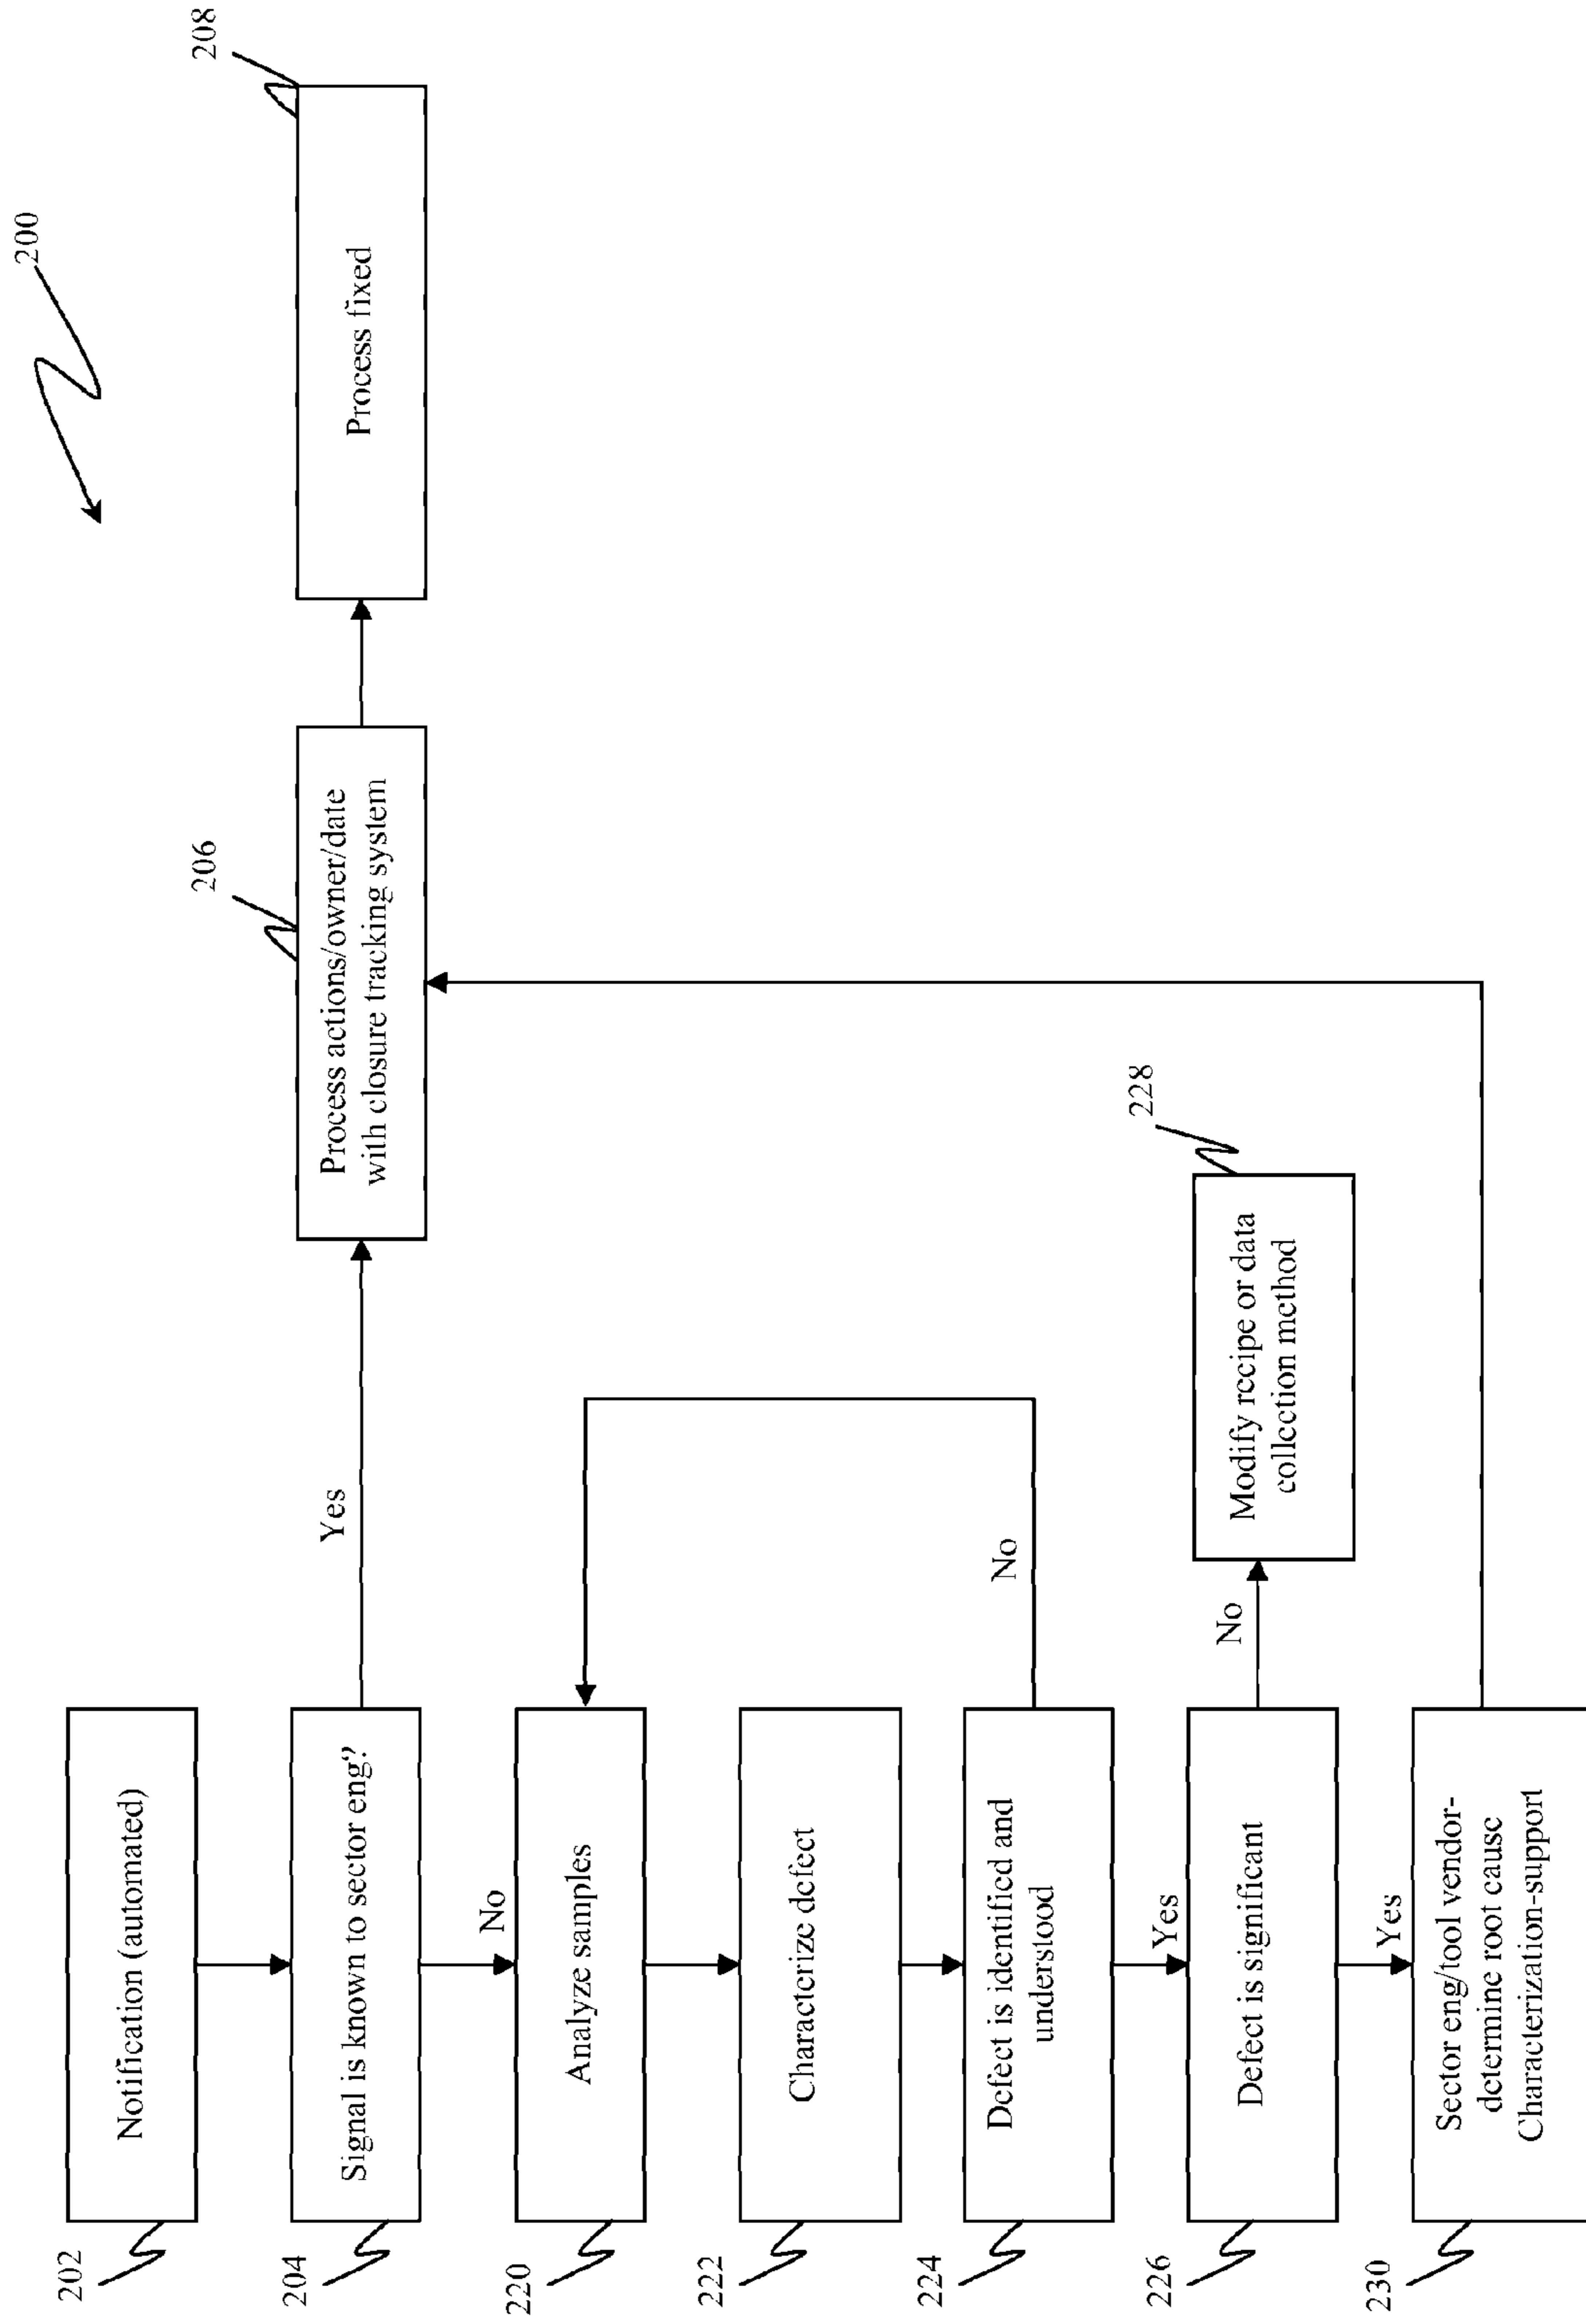 200
202
Notification (automated)
204
Signal is known to sector eng?
Yes
206
Process actions/owner/date
with closure tracking system
208
Process fixed
No
220
Analyze samples
222
Characterize defect
224
Defect is identified and
understood
No
Yes
226
Defect is significant
No
228
Modify recipe or data
collection method
Yes
230
Sector eng/tool vendor-
determine root cause
Characterization-support